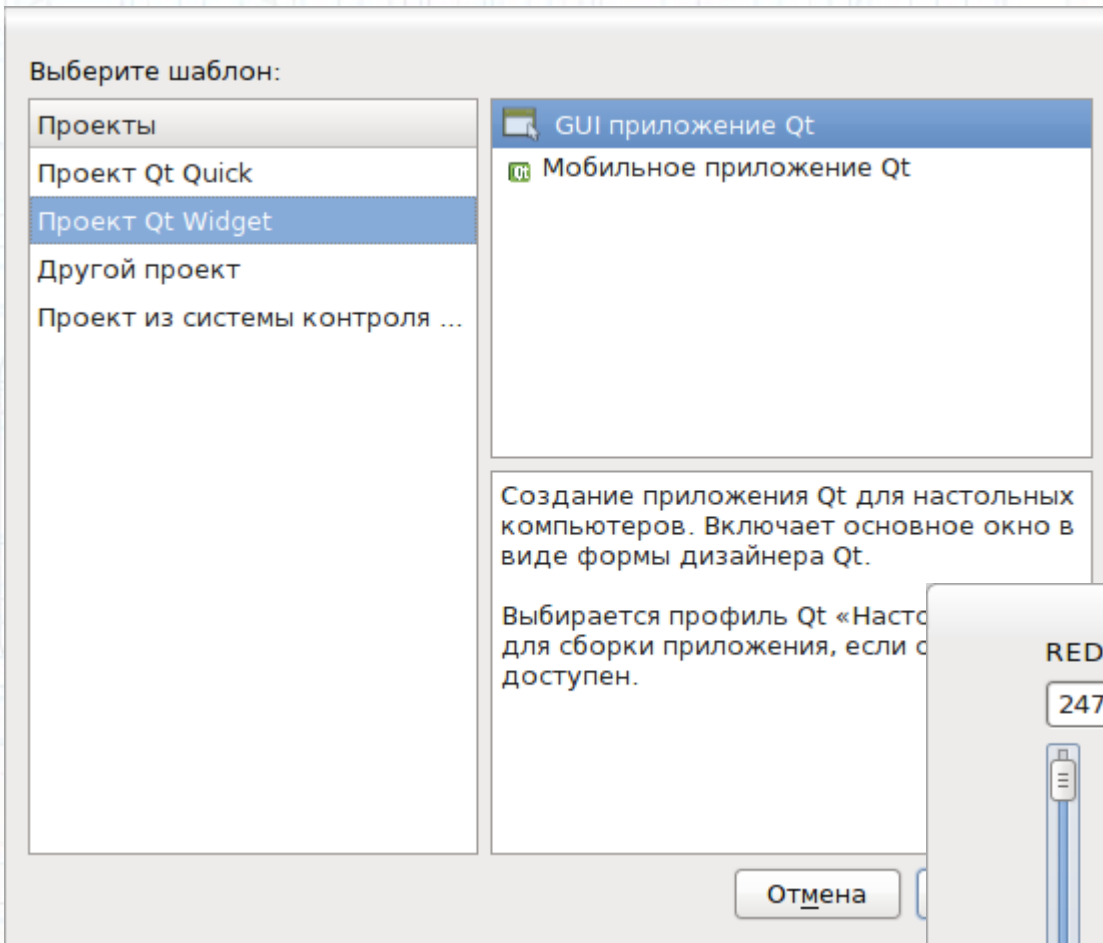 Выберите шаблон:
Проекты
Проект Qt Quick
Проект Qt Widget
Другой проект
Проект из системы контроля ...
GUI приложение Qt
Мобильное приложение Qt
Создание приложения Qt для настольных
компьютеров. Включает основное окно в
виде формы дизайнера Qt.
Выбирается профиль Qt
для сборки приложения, если
доступен.
Отмена
RED
247